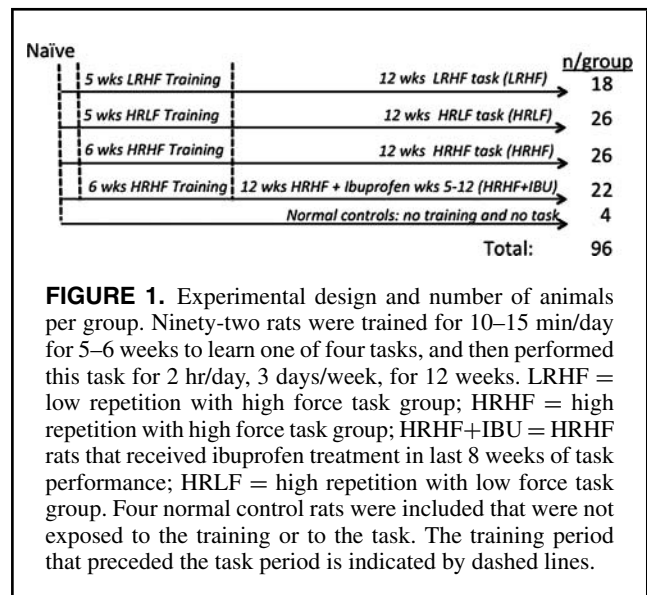 Naïve
n/group
5 wks LRHF Training 12 wks LRHF task (LRHF) 18
5 wks HRLF Training 12 wks HRLF task (HRLF) 26
6 wks HRHF Training 12 wks HRHF task (HRHF) 26
6 wks HRHF Training 12 wks HRHF + Ibuprofen wks 5-12 (HRHF+IBU) 22
Normal controls: no training and no task 4
Total: 96
FIGURE 1. Experimental design and number of animals
per group. Ninety-two rats were trained for 10–15 min/day
for 5–6 weeks to learn one of four tasks, and then performed
this task for 2 hr/day, 3 days/week, for 12 weeks. LRHF =
low repetition with high force task group; HRHF = high
repetition with high force task group; HRHF+IBU = HRHF
rats that received ibuprofen treatment in last 8 weeks of task
performance; HRLF = high repetition with low force task
group. Four normal control rats were included that were not
exposed to the training or to the task. The training period
that preceded the task period is indicated by dashed lines.